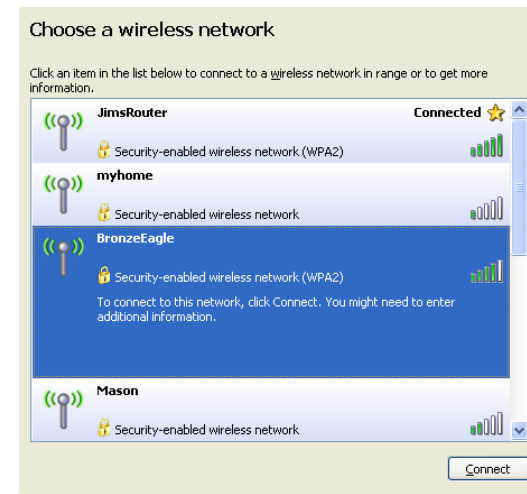 Choose a wireless network
Click an item in the list below to connect to a wireless network in range or to get more
information.
JimsRouter Connected
Security-enabled wireless network (WPA2)
myhome
Security-enabled wireless network
BronzeEagle
Security-enabled wireless network (WPA2)
To connect to this network, click Connect. You might need to enter
additional information.
Mason
Security-enabled wireless network
Connect